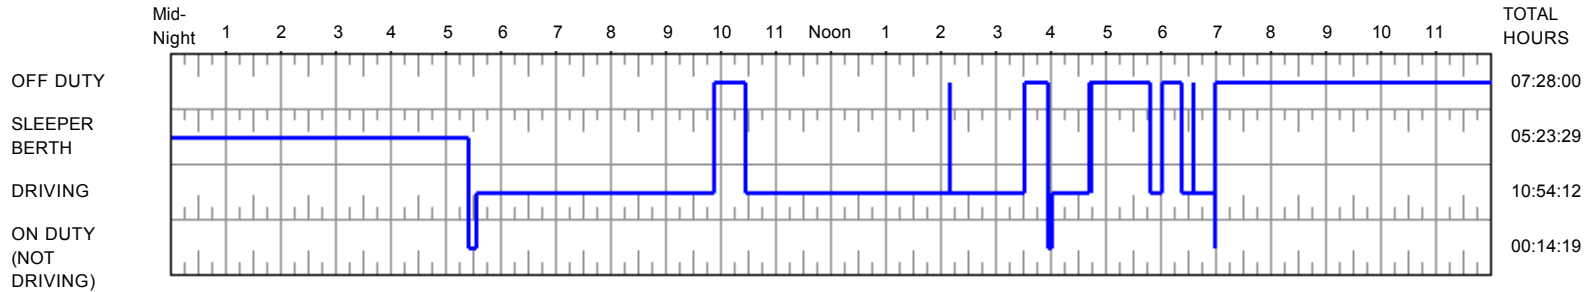 Mid-
Night 1 2 3 4 5 6 7 8 9 10 11 Noon 1 2 3 4 5 6 7 8 9 10 11 TOTAL HOURS
OFF DUTY 07:28:00
SLEEPER
BERTH 05:23:29
DRIVING 10:54:12
ON DUTY
(NOT
DRIVING) 00:14:19